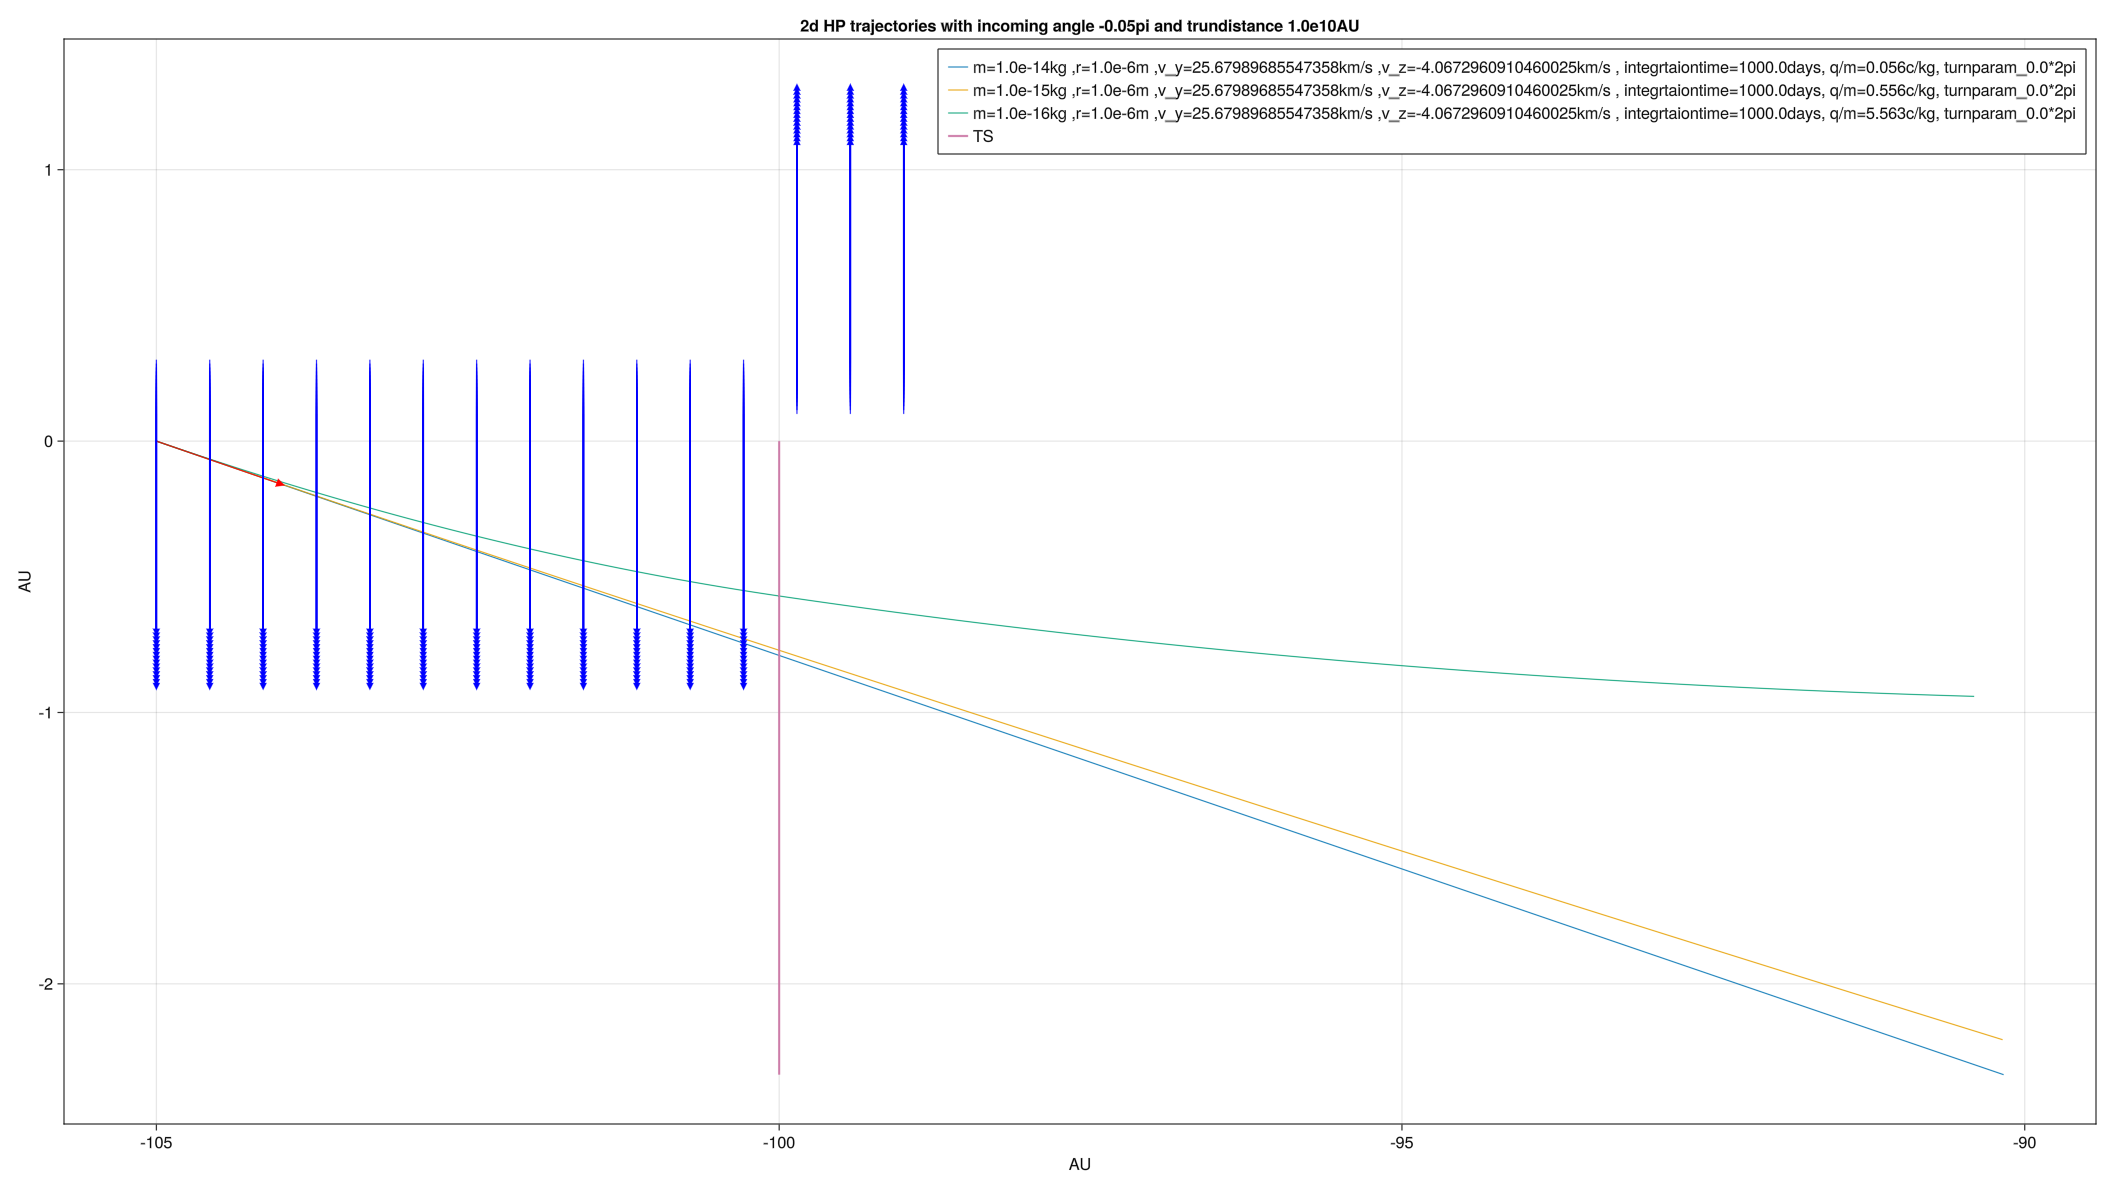 2d HP trajectories with incoming angle -0.05pi and trundistance 1.0e10AU
m=1.0e-14kg ,r=1.0e-6m ,v_y=25.67989685547358km/s ,v_z=-4.0672960910460025km/s , integrtaiontime=1000.0days, q/m=0.056c/kg, turnparam_0.0*2pi
m=1.0e-15kg ,r=1.0e-6m ,v_y=25.67989685547358km/s ,v_z=-4.0672960910460025km/s , integrtaiontime=1000.0days, q/m=0.556c/kg, turnparam_0.0*2pi
m=1.0e-16kg ,r=1.0e-6m ,v_y=25.67989685547358km/s ,v_z=-4.0672960910460025km/s , integrtaiontime=1000.0days, q/m=5.563c/kg, turnparam_0.0*2pi
TS
1
0
-1
-2
AU
-105
-100
-95
-90
AU